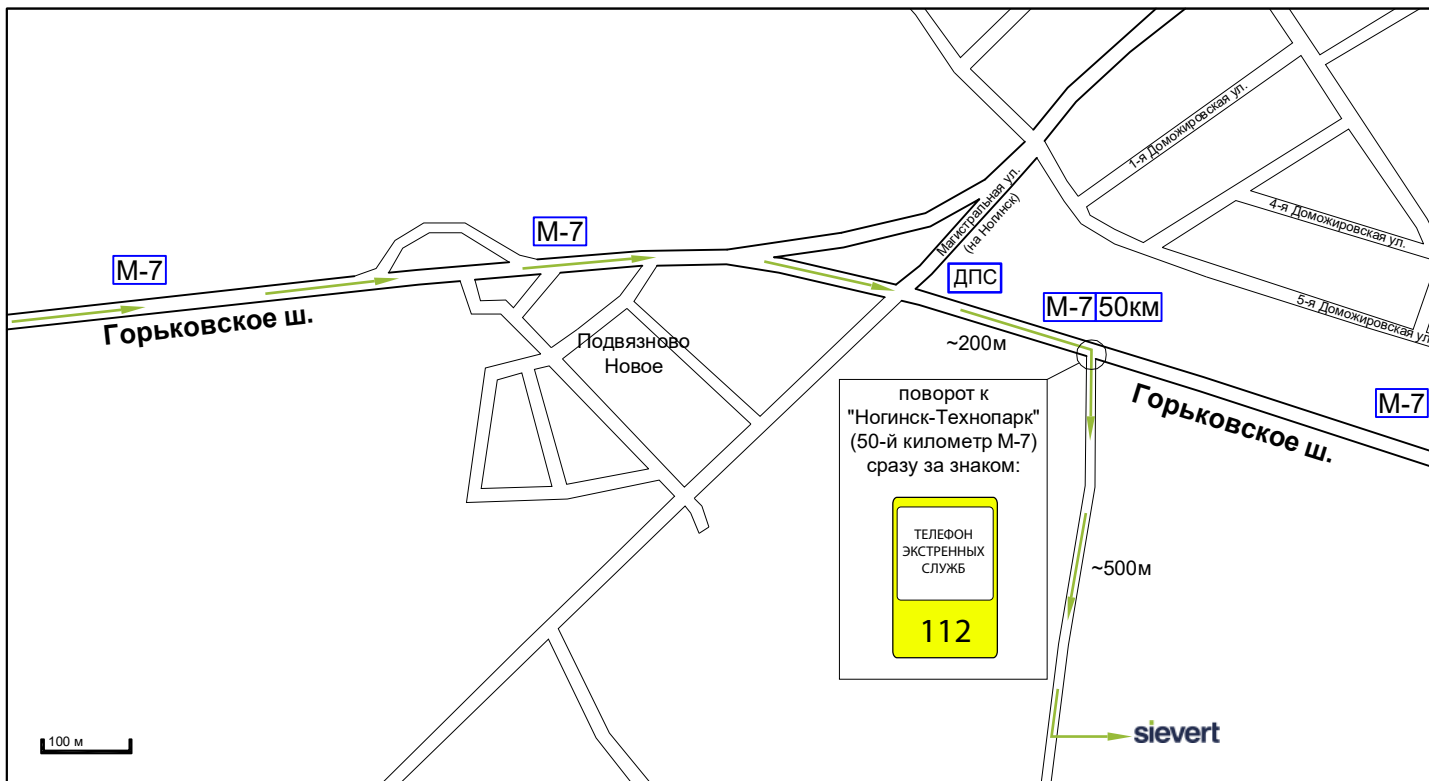 1-я Доможировская ул.
Магистральная ул.
(на Ногинск)
4-я Доможировская ул.
М-7
М-7
ДПС
5-я Доможировская ул.
М-7
50км
Горьковское ш.
~200м
Подвязново
Новое
Горьковское ш.
М-7
поворот к
"Ногинск-Технопарк"
(50-й километр М-7)
сразу за знаком:
ТЕЛЕФОН
ЭКСТРЕННЫХ
СЛУЖБ
112
~500м
sievert
100 м